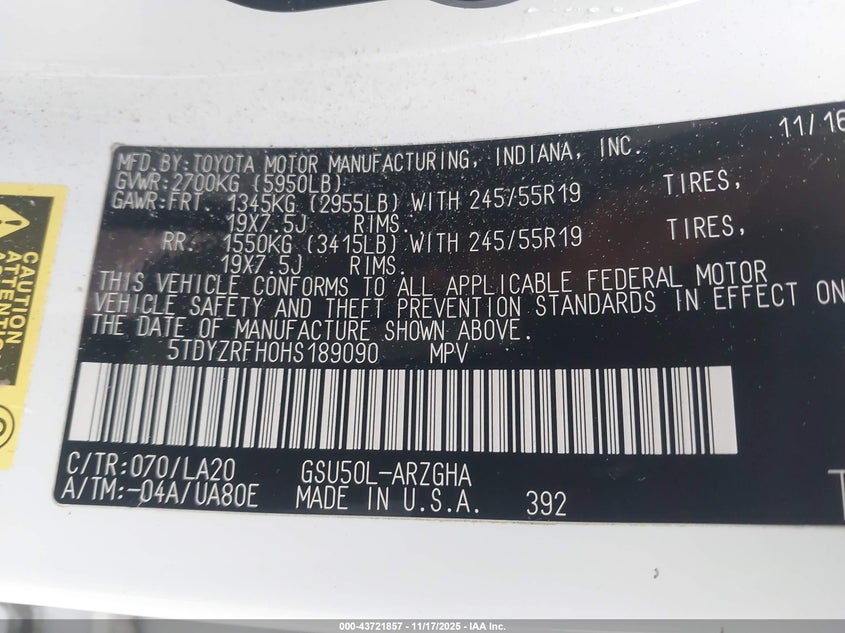 11/16
MFD.BY:TOYOTA MOTOR MANUFACTURING, INDIANA, INC.
GVWR:2700KG (5950LB)
GAWR:FRT. 1345KG (2955LB) WITH 245/55R19 TIRES,
19X7.5J RIMS.
RR. 1550KG (3415LB) WITH 245/55R19 TIRES,
19X7.5J RIMS.
THIS VEHICLE CONFORMS TO ALL APPLICABLE FEDERAL MOTOR
VEHICLE SAFETY AND THEFT PREVENTION STANDARDS IN EFFECT ON
THE DATE OF MANUFACTURE SHOWN ABOVE.
5TDYZRFH0HS189090 MPV
C/TR:070/LA20 GSU50L-ARZGHA
A/TM:-04A/UA80E MADE IN U.S.A. 392
CAUTION
000-43721857 - 11/17/2025 - IAA Inc.